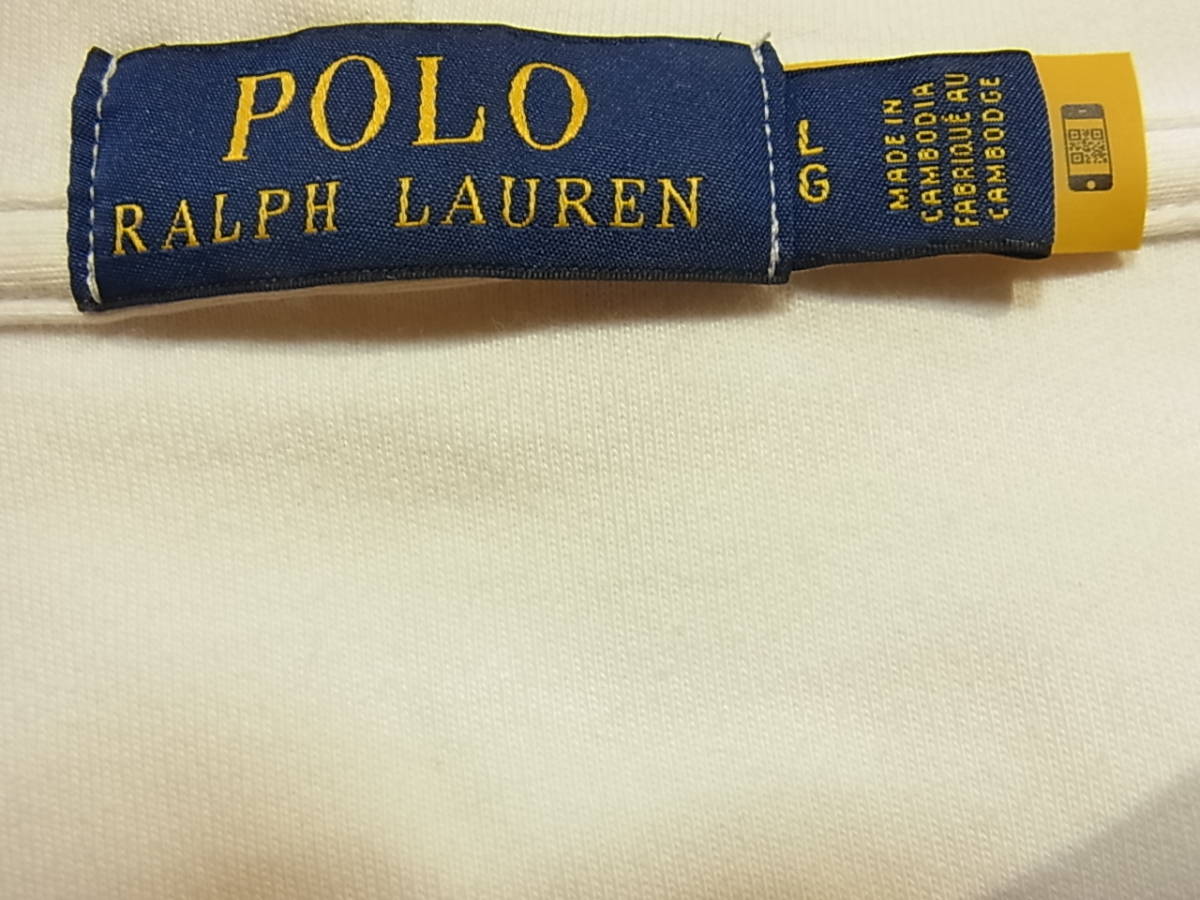 POLO
RALPH LAUREN
L
G
MADE IN
CAMBODIA
FABRIQUÉ AU
CAMBODGE